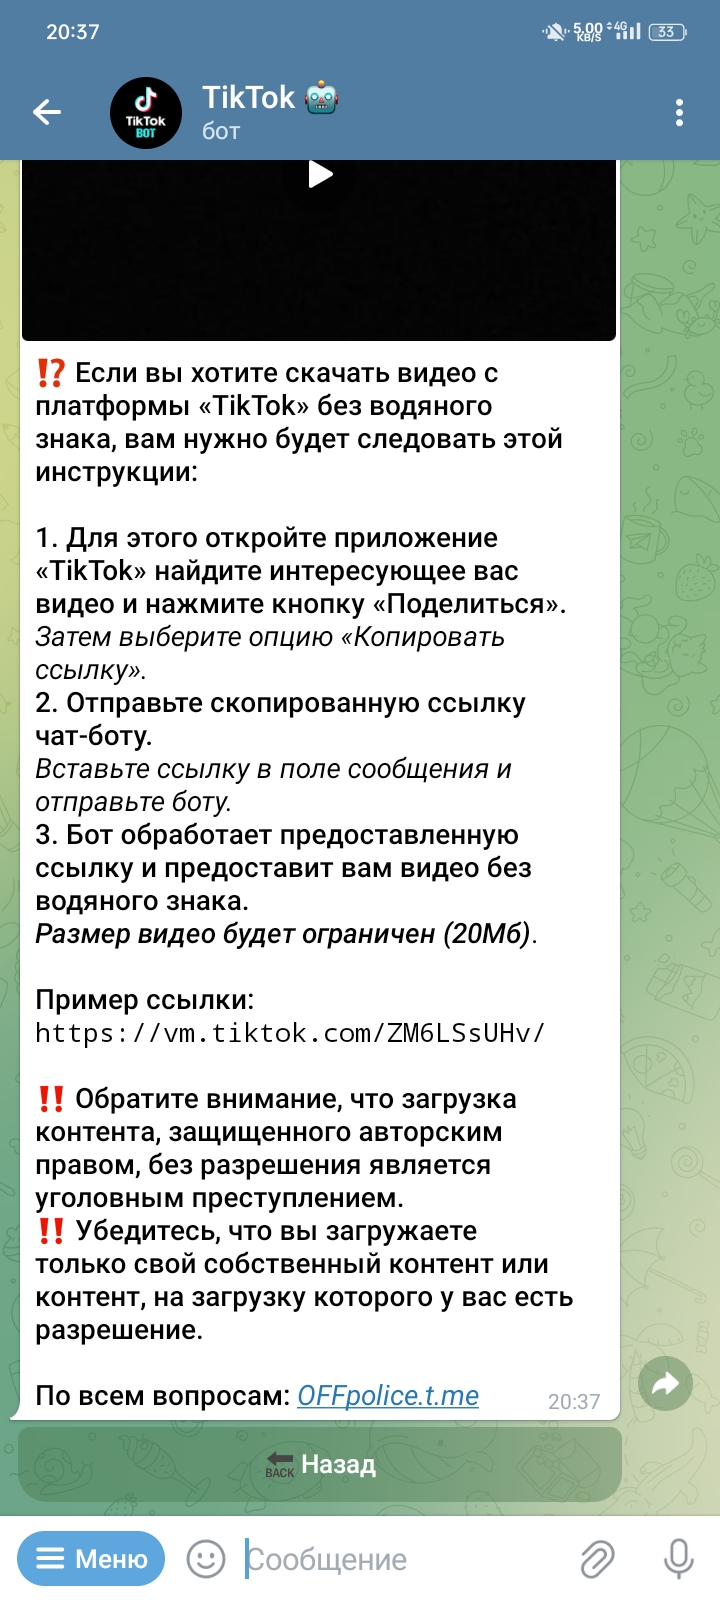 20:37
5,00 KB/S 4G 33
TikTok
бот
TikTok
BOT
⁉️ Если вы хотите скачать видео с
платформы «TikTok» без водяного
знака, вам нужно будет следовать этой
инструкции:
1. Для этого откройте приложение
«TikTok» найдите интересующее вас
видео и нажмите кнопку «Поделиться».
Затем выберите опцию «Копировать
ссылку».
2. Отправьте скопированную ссылку
чат-боту.
Вставьте ссылку в поле сообщения и
отправьте боту.
3. Бот обработает предоставленную
ссылку и предоставит вам видео без
водяного знака.
Размер видео будет ограничен (20Мб).
Пример ссылки:
https://vm.tiktok.com/ZM6LSsUHv/
‼️ Обратите внимание, что загрузка
контента, защищенного авторским
правом, без разрешения является
уголовным преступлением.
‼️ Убедитесь, что вы загружаете
только свой собственный контент или
контент, на загрузку которого у вас есть
разрешение.
По всем вопросам: OFFpolice.t.me 20:37
BACK Назад
Меню Сообщение